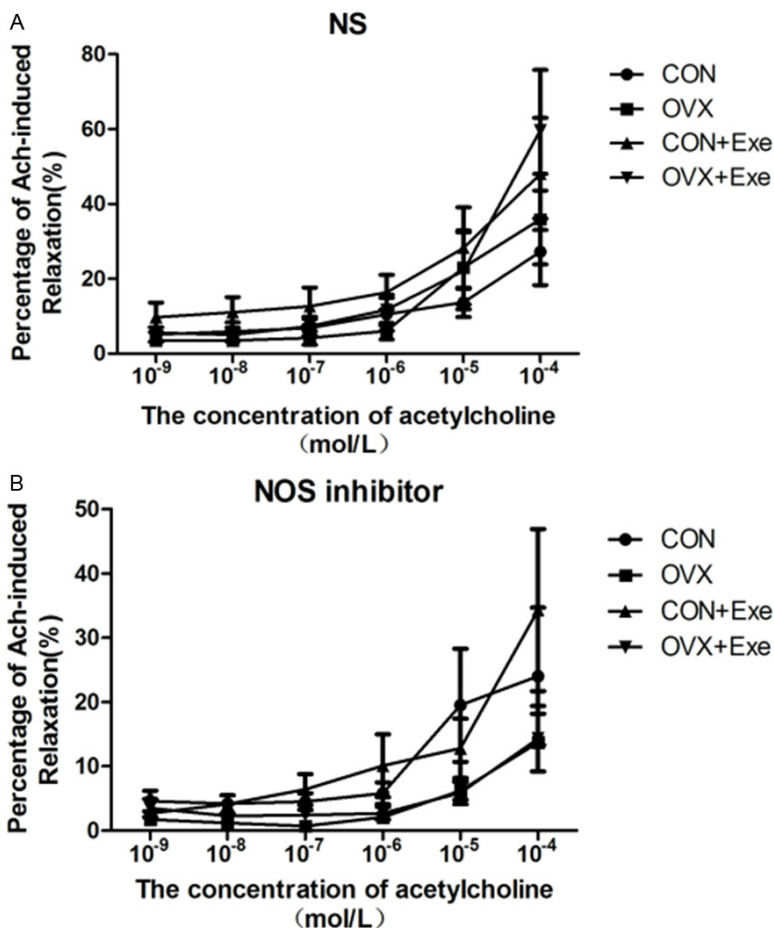 A
NS
Percentage of Ach-induced
Relaxation(%)
80
60
40
20
0
10-9
10-8
10-7
10-6
10-5
10-4
The concentration of acetylcholine
（mol/L）
CON
OVX
CON+Exe
OVX+Exe
B
NOS inhibitor
Percentage of Ach-induced
Relaxation(%)
50
40
30
20
10
0
10-9
10-8
10-7
10-6
10-5
10-4
The concentration of acetylcholine
（mol/L）
CON
OVX
CON+Exe
OVX+Exe